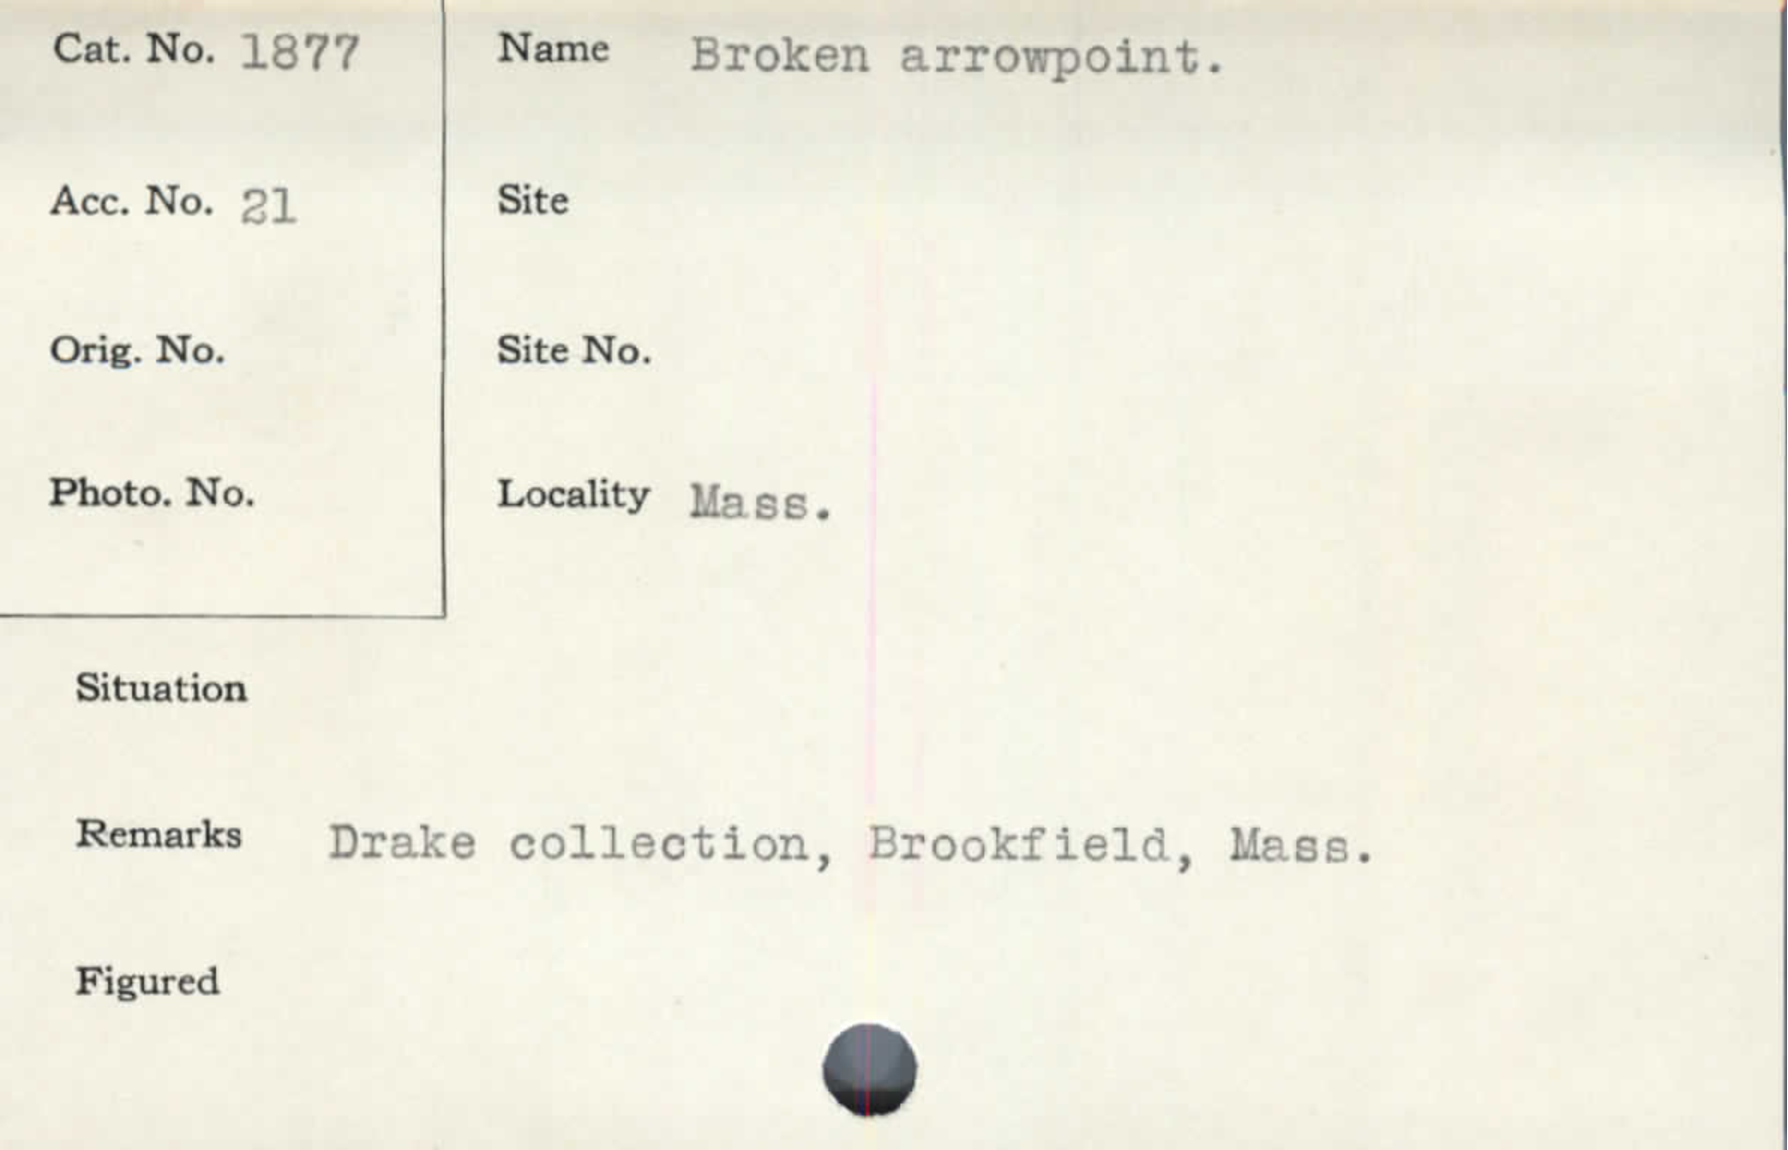 Cat. No. 1877
Name Broken arrowpoint.
Acc. No. 21
Site
Orig. No.
Site No.
Photo. No.
Locality Mass.
Situation
Remarks Drake collection, Brookfield, Mass.
Figured